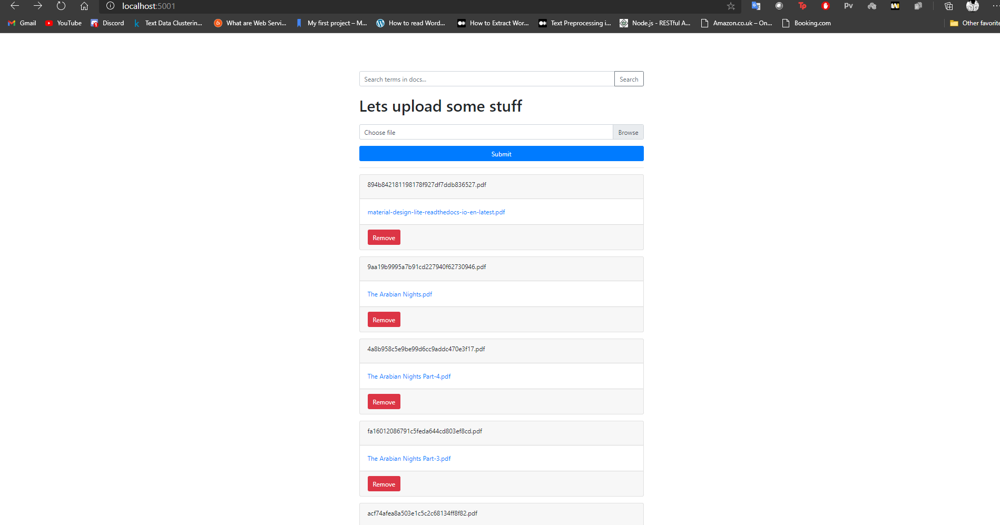 localhost:5001
Gmail YouTube Discord Text Data Clusterin... What are Web Servi... My first project – M... How to read Word... How to Extract Wor... Text Preprocessing i... Node.js - RESTful A... Amazon.co.uk – On... Booking.com Other favorite
Search terms in docs... Search
Lets upload some stuff
Choose file Browse
Submit
894b842181198178f927df7ddb836527.pdf
material-design-lite-readthedocs-io-en-latest.pdf
Remove
9aa19b9995a7b91cd227940f62730946.pdf
The Arabian Nights.pdf
Remove
4a8b958c5e9be99d6cc9addc470e3f17.pdf
The Arabian Nights Part-4.pdf
Remove
fa16012086791c5feda644cd803ef8cd.pdf
The Arabian Nights Part-3.pdf
Remove
acf74afea8a503e1c5c2c68134ff8f82.pdf